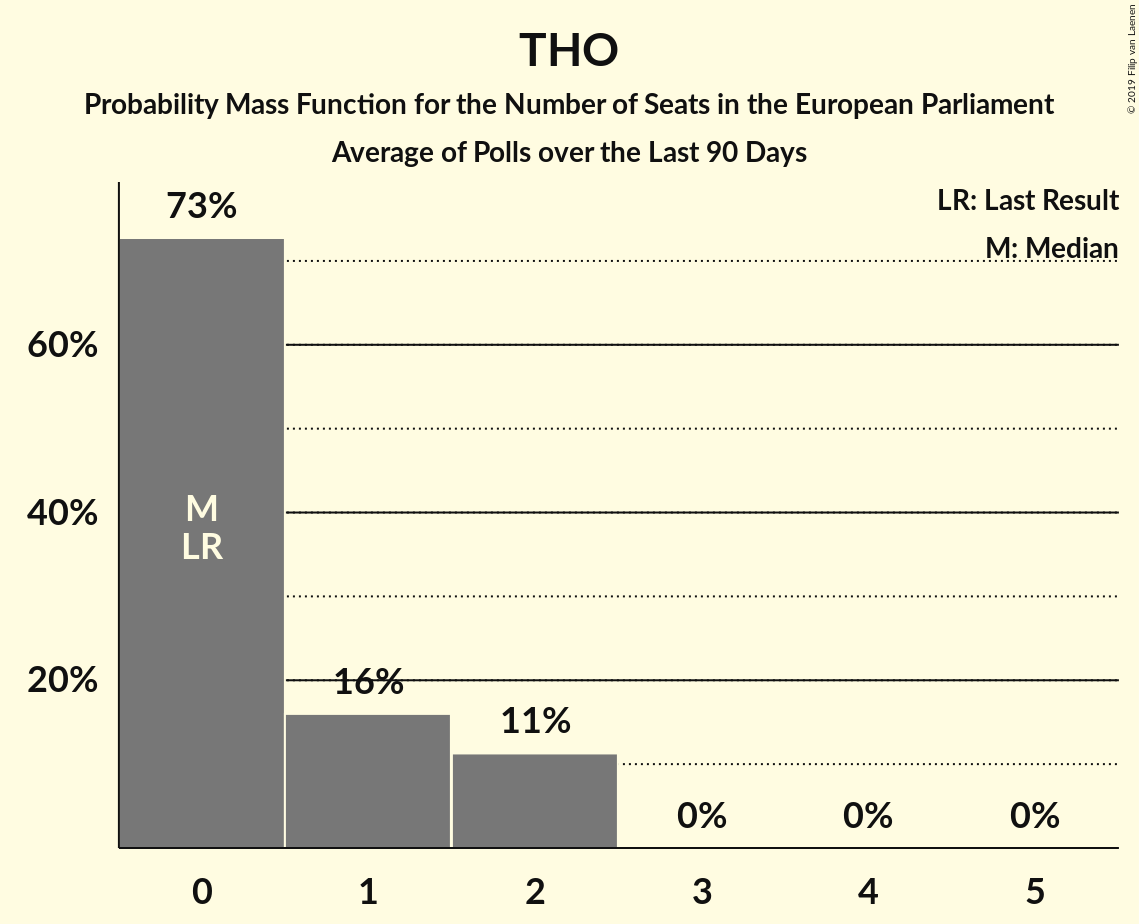 THO
Probability Mass Function for the Number of Seats in the European Parliament
Average of Polls over the Last 90 Days
© 2019 Filip van Laenen
LR: Last Result
M: Median
73%
60%
40%
20%
M
LR
16%
11%
0%
0%
0%
0
1
2
3
4
5